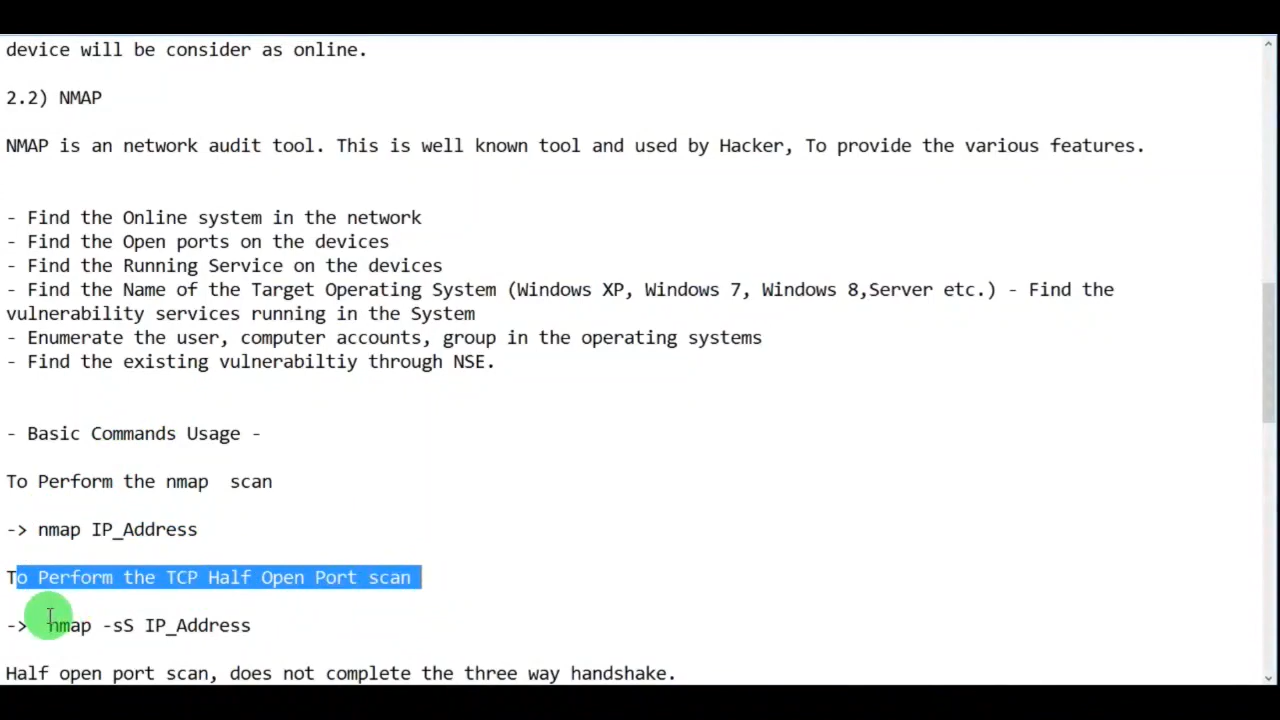 device will be consider as online.
2.2) NMAP
NMAP is an network audit tool. This is well known tool and used by Hacker, To provide the various features.
- Find the Online system in the network
- Find the Open ports on the devices
- Find the Running Service on the devices
- Find the Name of the Target Operating System (Windows XP, Windows 7, Windows 8,Server etc.) - Find the
vulnerability services running in the System
- Enumerate the user, computer accounts, group in the operating systems
- Find the existing vulnerabiltiy through NSE.
- Basic Commands Usage -
To Perform the nmap  scan
-> nmap IP_Address
To Perform the TCP Half Open Port scan
->  nmap -sS IP_Address
Half open port scan, does not complete the three way handshake.